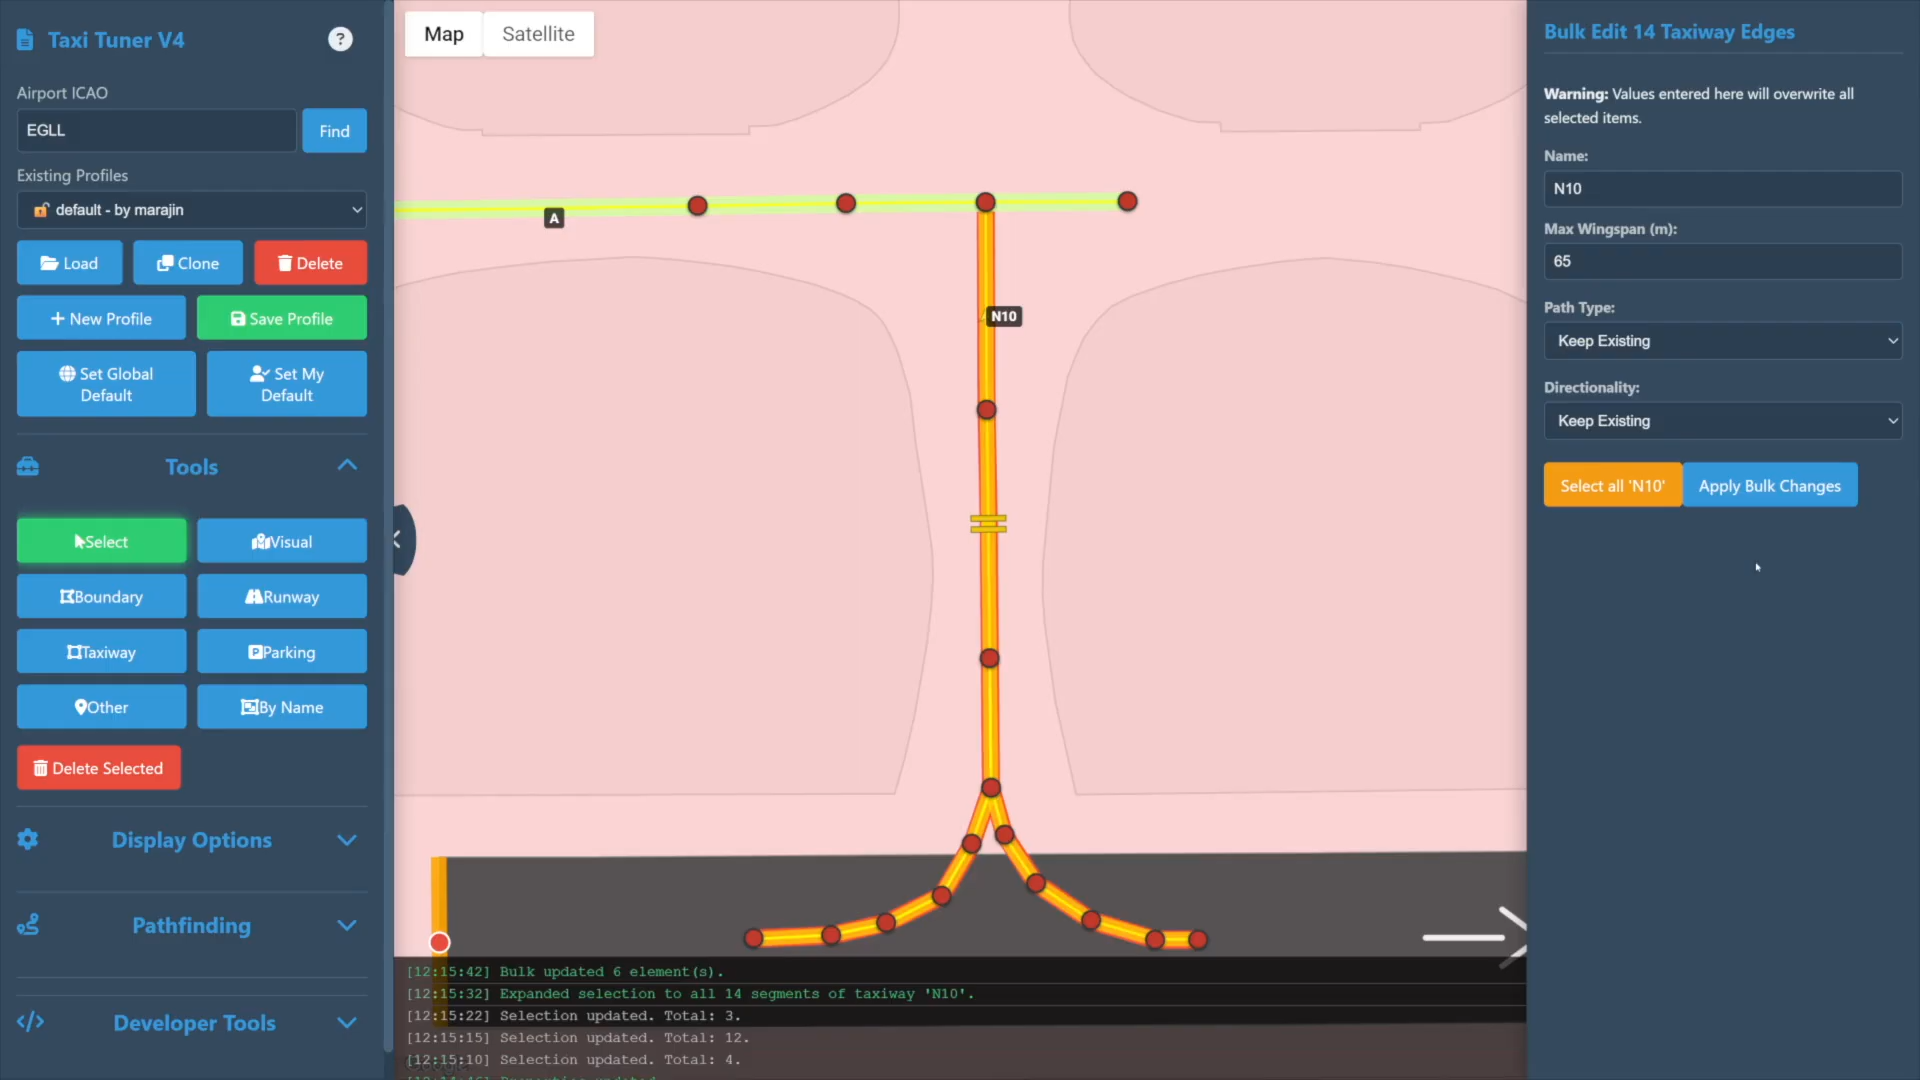 Taxi Tuner V4
?
Airport ICAO
EGLL
Find
Existing Profiles
default - by marajin
Load
Clone
Delete
+ New Profile
Save Profile
Set Global
Default
Set My
Default
Tools
Select
Visual
Boundary
Runway
Taxiway
Parking
Other
By Name
Delete Selected
Display Options
Pathfinding
Developer Tools
Map
Satellite
A
N10
[12:15:42] Bulk updated 6 element(s).
[12:15:32] Expanded selection to all 14 segments of taxiway 'N10'.
[12:15:22] Selection updated. Total: 3.
[12:15:15] Selection updated. Total: 12.
[12:15:10] Selection updated. Total: 4.
Bulk Edit 14 Taxiway Edges
Warning: Values entered here will overwrite all
selected items.
Name:
N10
Max Wingspan (m):
65
Path Type:
Keep Existing
Directionality:
Keep Existing
Select all 'N10'
Apply Bulk Changes